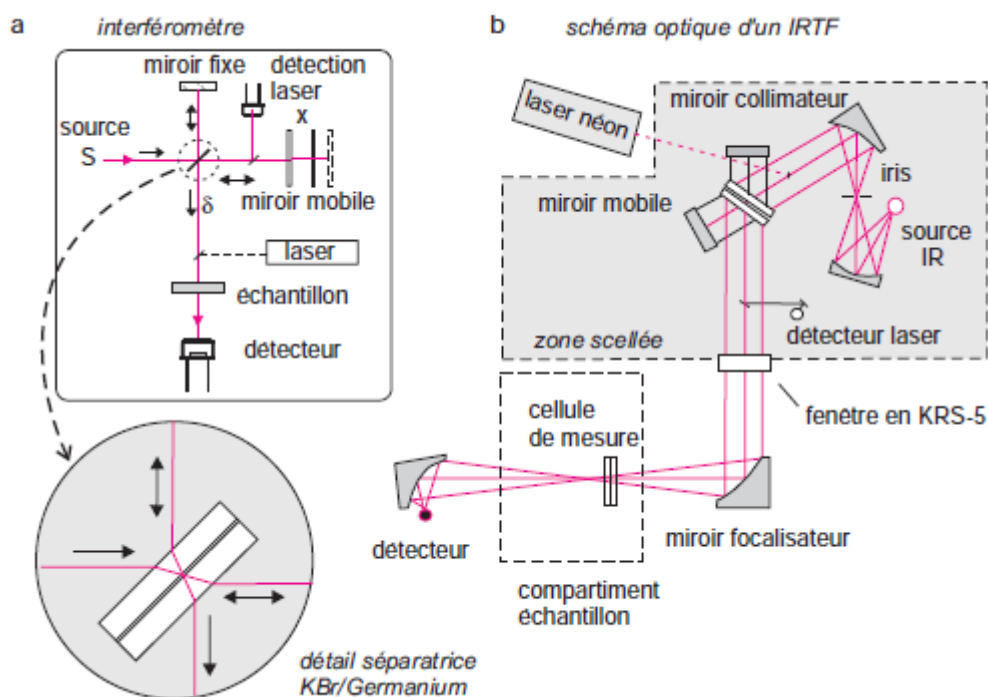 a
interféromètre
miroir fixe
détection
laser
x
source
S
miroir mobile
δ
laser
échantillon
détecteur
détail séparatrice
KBr/Germanium
b
schéma optique d'un IRTF
laser néon
miroir collimateur
iris
miroir mobile
source
IR
détecteur laser
zone scellée
fenêtre en KRS-5
cellule
de mesure
détecteur
miroir focalisateur
compartiment
échantillon